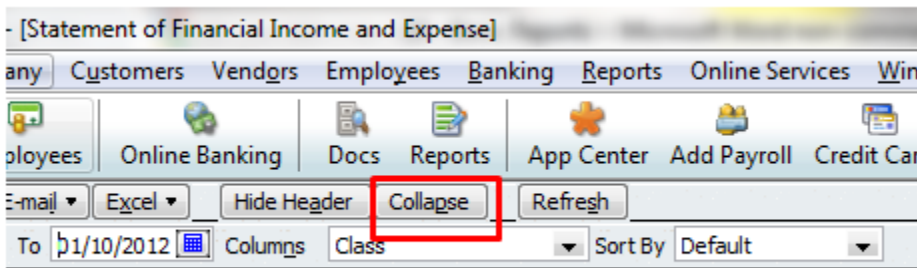 - [Statement of Financial Income and Expense]
any Customers Vendors Employees Banking Reports Online Services Win
ployees Online Banking Docs Reports App Center Add Payroll Credit Car
E-mail Excel Hide Header Collapse Refresh
To 01/10/2012 Columns Class Sort By Default